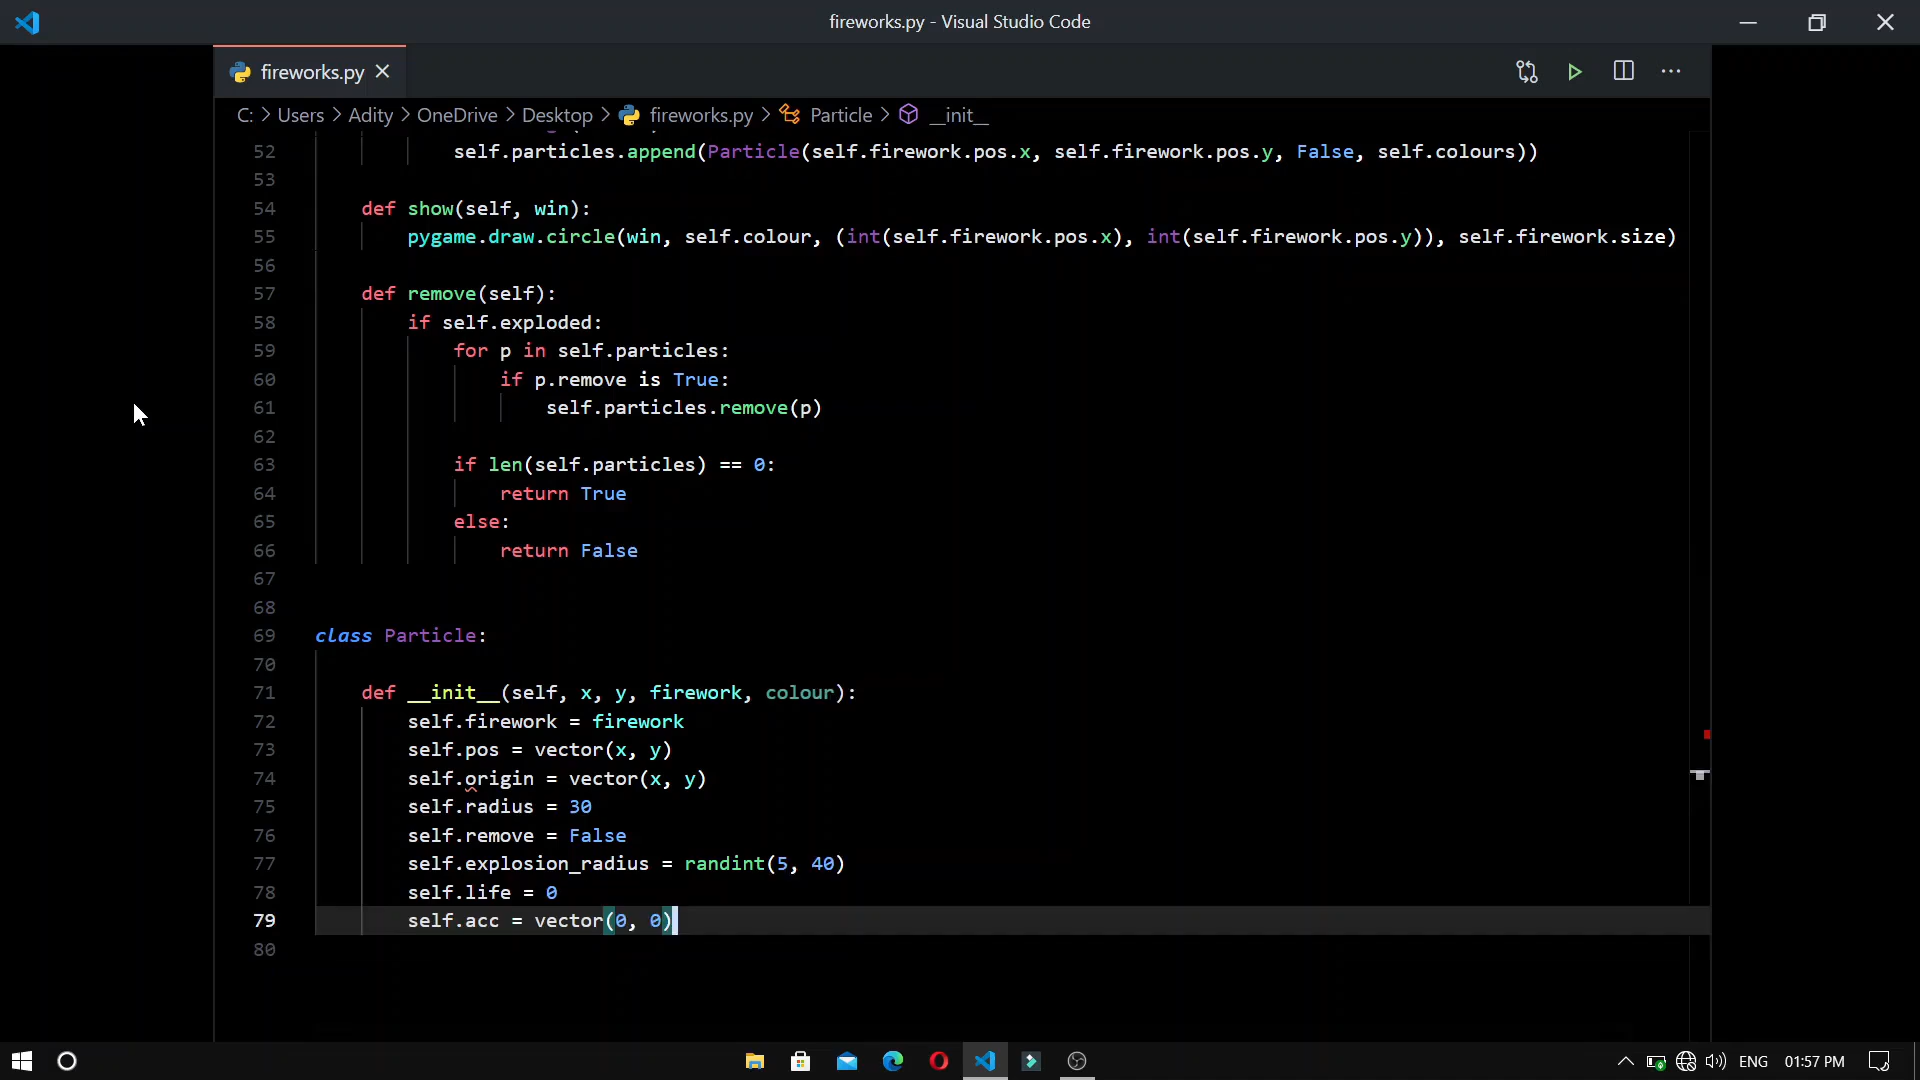 fireworks.py - Visual Studio Code
fireworks.py
C: > Users > Adity > OneDrive > Desktop > fireworks.py > Particle > __init__
52 self.particles.append(Particle(self.firework.pos.x, self.firework.pos.y, False, self.colours))
53
54 def show(self, win):
55 pygame.draw.circle(win, self.colour, (int(self.firework.pos.x), int(self.firework.pos.y)), self.firework.size)
56
57 def remove(self):
58 if self.exploded:
59 for p in self.particles:
60 if p.remove is True:
61 self.particles.remove(p)
62
63 if len(self.particles) == 0:
64 return True
65 else:
66 return False
67
68
69 class Particle:
70
71 def __init__(self, x, y, firework, colour):
72 self.firework = firework
73 self.pos = vector(x, y)
74 self.origin = vector(x, y)
75 self.radius = 30
76 self.remove = False
77 self.explosion_radius = randint(5, 40)
78 self.life = 0
79 self.acc = vector(0, 0)
80
ENG 01:57 PM